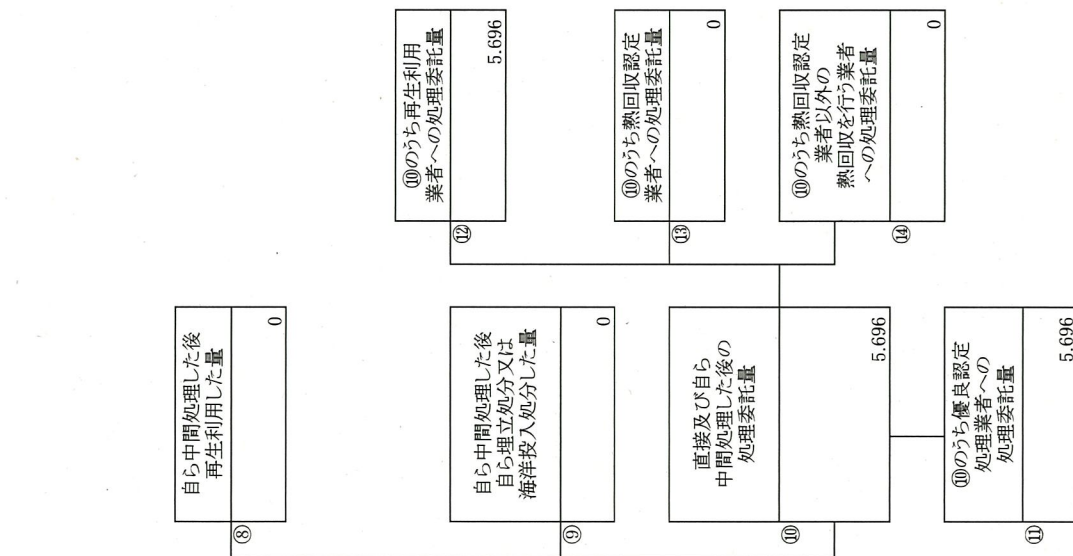 ⑧
自ら中間処理した後
再生利用した量
0
⑨
自ら中間処理した後
自ら埋立処分又は
海洋投入処分した量
0
⑩
直接及び自ら
中間処理した後の
処理委託量
5.696
⑪
⑩のうち優良認定
処理業者への
処理委託量
5.696
⑫
⑩のうち再生利用
業者への処理委託量
5.696
⑬
⑩のうち熱回収認定
業者への処理委託量
0
⑭
⑩のうち熱回収認定
業者以外の
熱回収を行う業者
への処理委託量
0